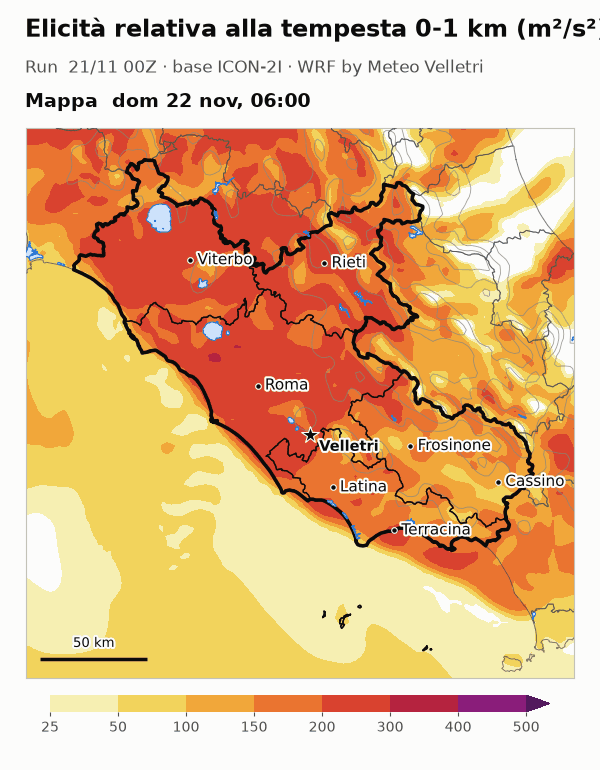 Elicità relativa alla tempesta 0-1 km (m²/s²)
Run  21/11 00Z · base ICON-2I · WRF by Meteo Velletri
Mappa  dom 22 nov, 06:00
Viterbo
Rieti
Roma
Velletri
Frosinone
Cassino
Latina
Terracina
50 km
25 50 100 150 200 300 400 500